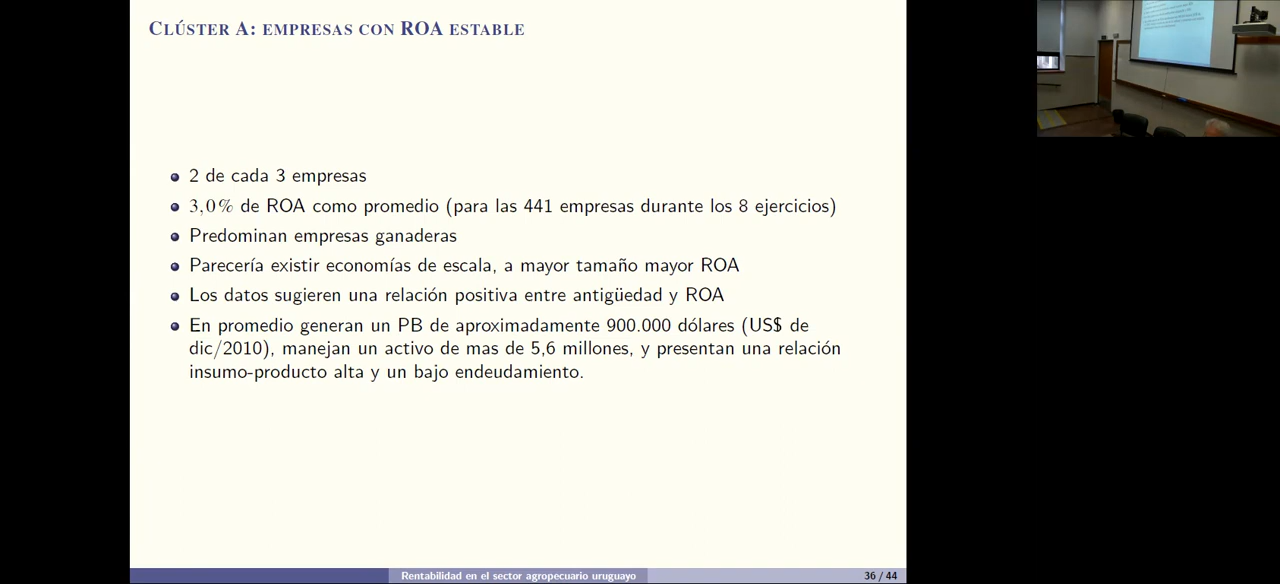 CLÚSTER A: EMPRESAS CON ROA ESTABLE
2 de cada 3 empresas
3,0% de ROA como promedio (para las 441 empresas durante los 8 ejercicios)
Predominan empresas ganaderas
Parecería existir economías de escala, a mayor tamaño mayor ROA
Los datos sugieren una relación positiva entre antigüedad y ROA
En promedio generan un PB de aproximadamente 900.000 dólares (US$ de
dic/2010), manejan un activo de mas de 5,6 millones, y presentan una relación
insumo-producto alta y un bajo endeudamiento.
Rentabilidad en el sector agropecuario uruguayo
36 / 44